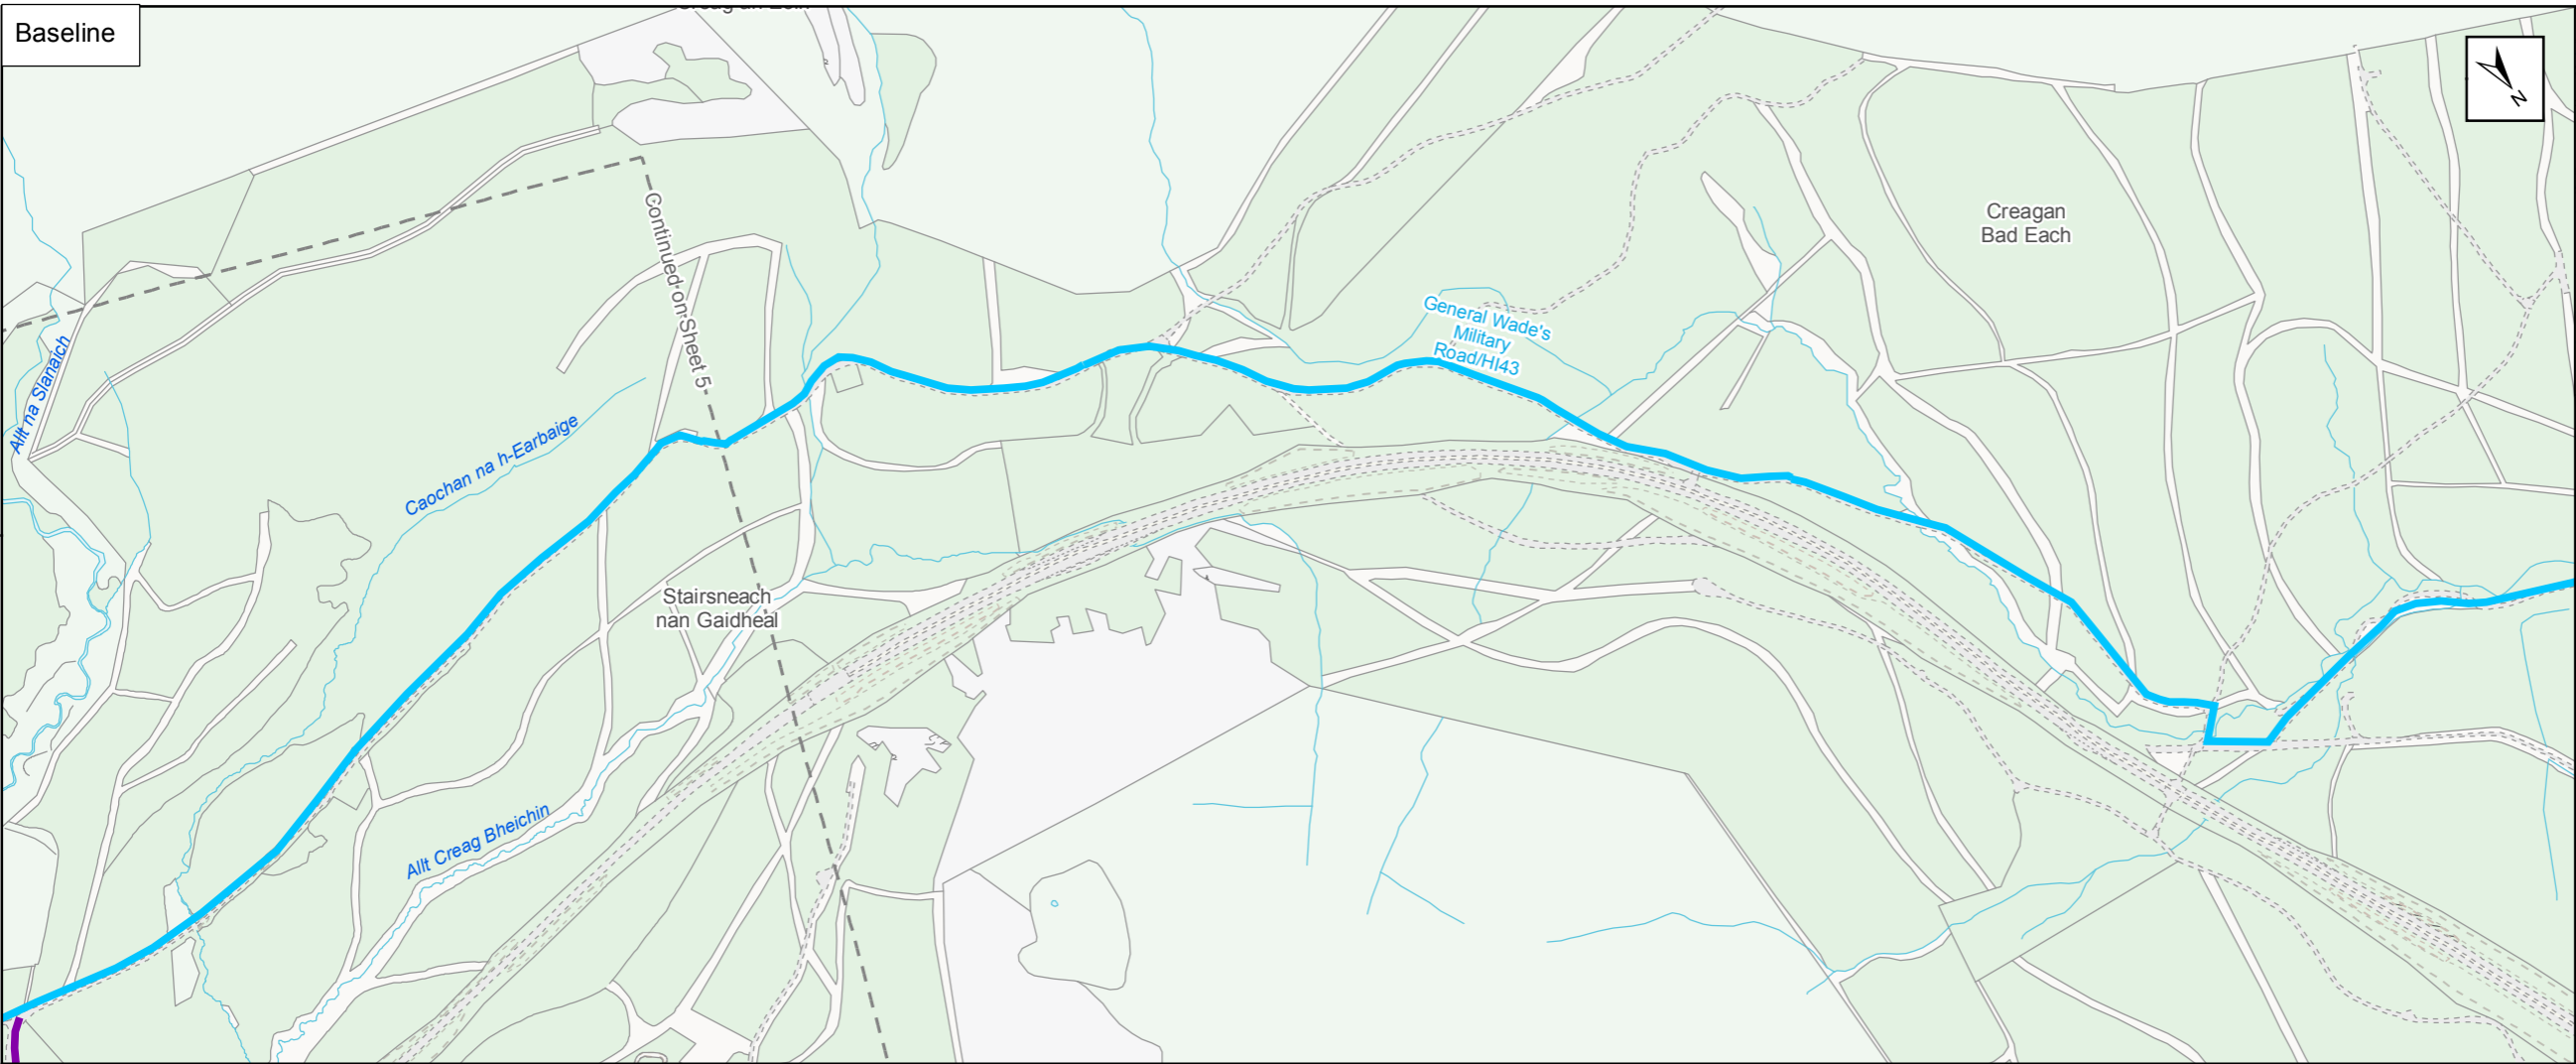 Baseline
N
Creagan
Bad Each
Continued on Sheet 5
General Wade's
Military
Road/HI43
Allt na Slanaich
Caochan na h-Earbaige
Stairsneach
nan Gaidheal
Allt Creag Bheichin